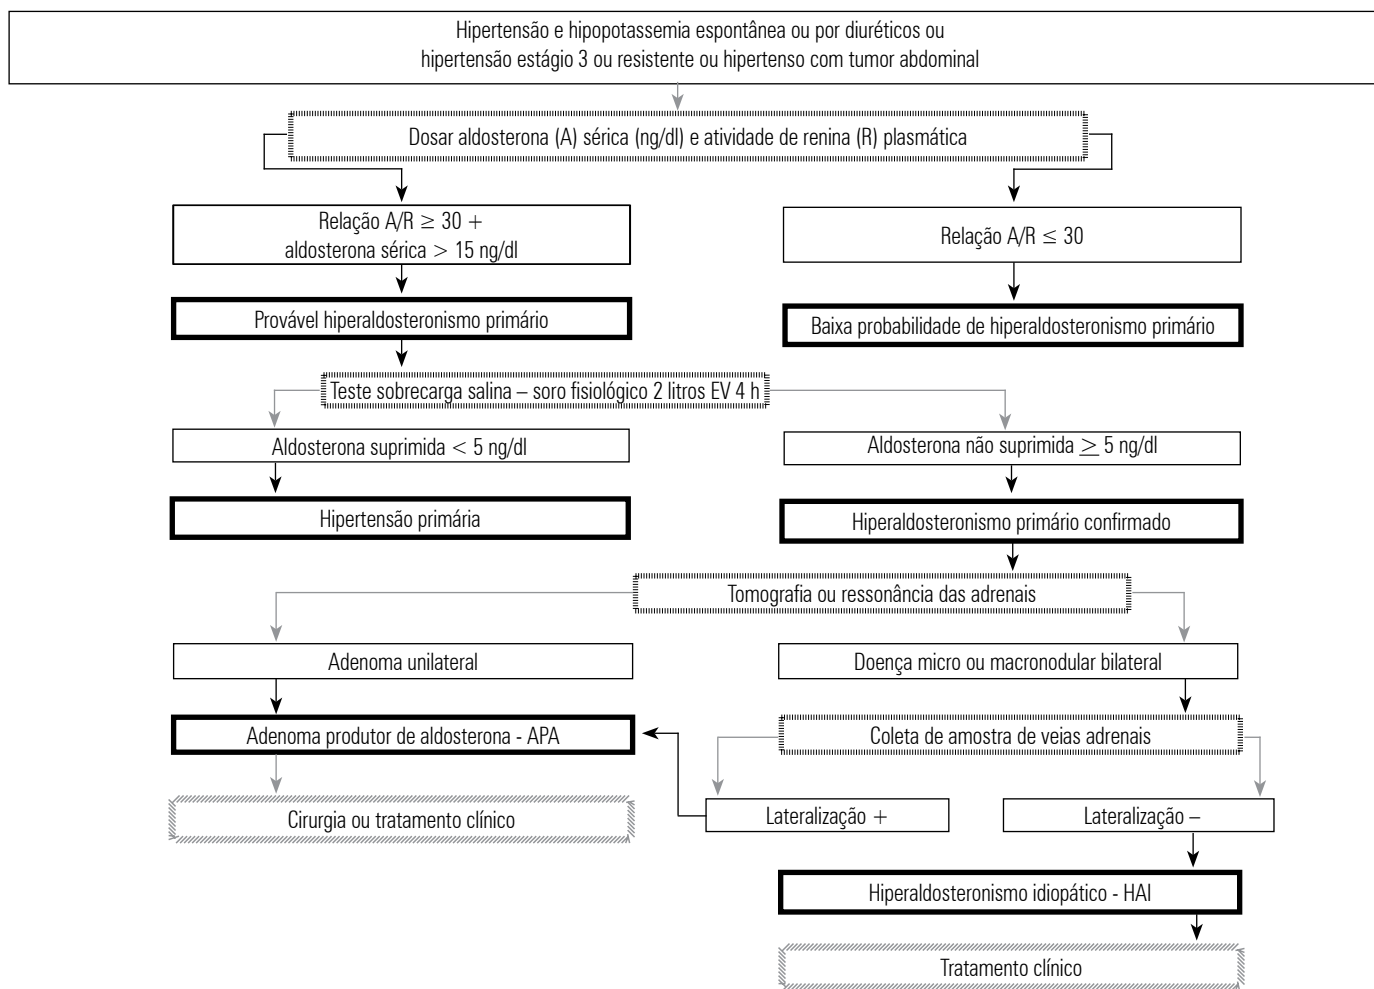 Hipertensão e hipopotassemia espontânea ou por diuréticos ou
hipertensão estágio 3 ou resistente ou hipertenso com tumor abdominal
Dosar aldosterona (A) sérica (ng/dl) e atividade de renina (R) plasmática
Relação A/R ≥ 30 +
aldosterona sérica > 15 ng/dl
Relação A/R ≤ 30
Provável hiperaldosteronismo primário
Baixa probabilidade de hiperaldosteronismo primário
Teste sobrecarga salina – soro fisiológico 2 litros EV 4 h
Aldosterona suprimida < 5 ng/dl
Aldosterona não suprimida ≥ 5 ng/dl
Hipertensão primária
Hiperaldosteronismo primário confirmado
Tomografia ou ressonância das adrenais
Adenoma unilateral
Doença micro ou macronodular bilateral
Adenoma produtor de aldosterona - APA
Coleta de amostra de veias adrenais
Cirurgia ou tratamento clínico
Lateralização +
Lateralização –
Hiperaldosteronismo idiopático - HAI
Tratamento clínico